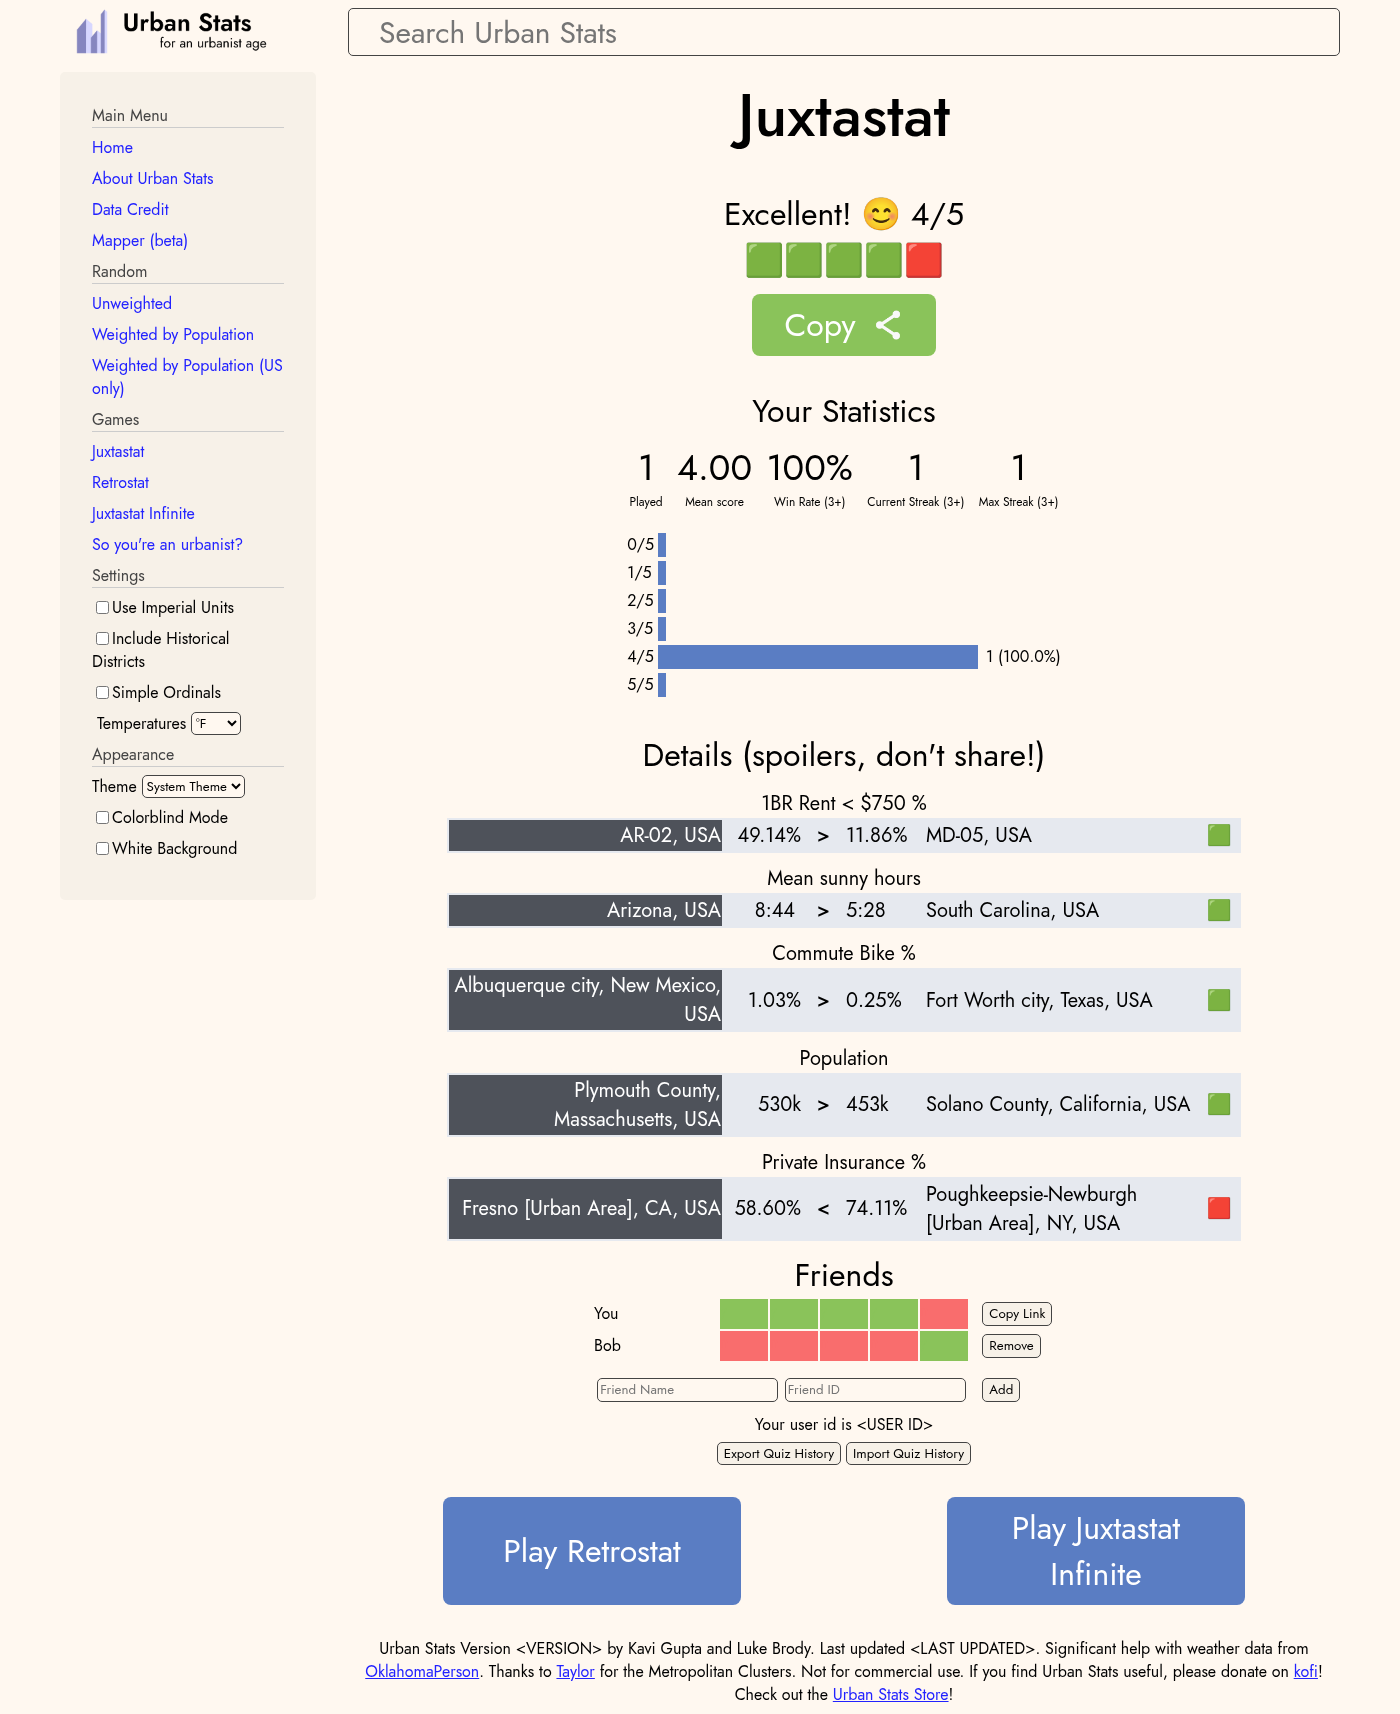 Urban Stats
for an urbanist age
Search Urban Stats
Main Menu
Home
About Urban Stats
Data Credit
Mapper (beta)
Random
Unweighted
Weighted by Population
Weighted by Population (US
only)
Games
Juxtastat
Retrostat
Juxtastat Infinite
So you're an urbanist?
Settings
Use Imperial Units
Include Historical
Districts
Simple Ordinals
Temperatures °F
Appearance
Theme System Theme
Colorblind Mode
White Background
Juxtastat
Excellent! 😊 4/5
🟩🟩🟩🟩🟥
Copy
Your Statistics
1 4.00 100% 1 1
Played Mean score Win Rate (3+) Current Streak (3+) Max Streak (3+)
0/5
1/5
2/5
3/5
4/5 1 (100.0%)
5/5
Details (spoilers, don't share!)
1BR Rent < $750 %
AR-02, USA 49.14% > 11.86% MD-05, USA 🟩
Mean sunny hours
Arizona, USA 8:44 > 5:28 South Carolina, USA 🟩
Commute Bike %
Albuquerque city, New Mexico,
USA 1.03% > 0.25% Fort Worth city, Texas, USA 🟩
Population
Plymouth County,
Massachusetts, USA 530k > 453k Solano County, California, USA 🟩
Private Insurance %
Fresno [Urban Area], CA, USA 58.60% < 74.11% Poughkeepsie-Newburgh
[Urban Area], NY, USA 🟥
Friends
You Copy Link
Bob Remove
Friend Name Friend ID Add
Your user id is <USER ID>
Export Quiz History Import Quiz History
Play Retrostat
Play Juxtastat
Infinite
Urban Stats Version <VERSION> by Kavi Gupta and Luke Brody. Last updated <LAST UPDATED>. Significant help with weather data from
OklahomaPerson. Thanks to Taylor for the Metropolitan Clusters. Not for commercial use. If you find Urban Stats useful, please donate on kofi!
Check out the Urban Stats Store!